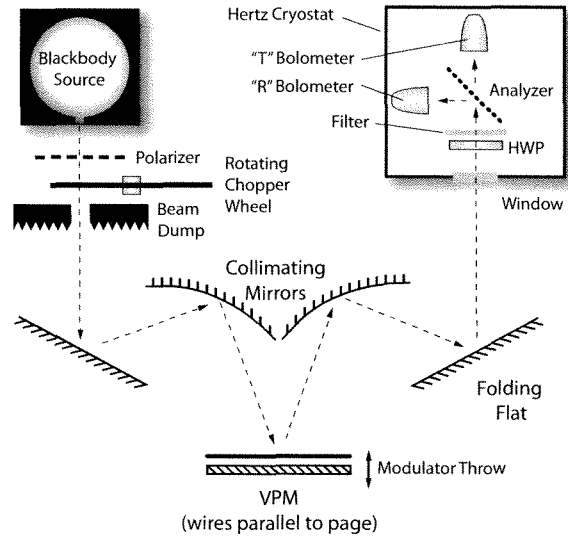 Hertz Cryostat
Blackbody
Source
"T" Bolometer
"R" Bolometer
Analyzer
Filter
HWP
Polarizer
Rotating
Chopper
Wheel
Window
Beam
Dump
Collimating
Mirrors
Folding
Flat
Modulator Throw
VPM
(wires parallel to page)